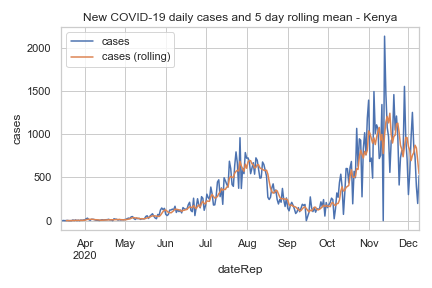 New COVID-19 daily cases and 5 day rolling mean - Kenya
cases
cases (rolling)
cases
2000
1500
1000
500
0
Apr
2020
May
Jun
Jul
Aug
Sep
Oct
Nov
Dec
dateRep